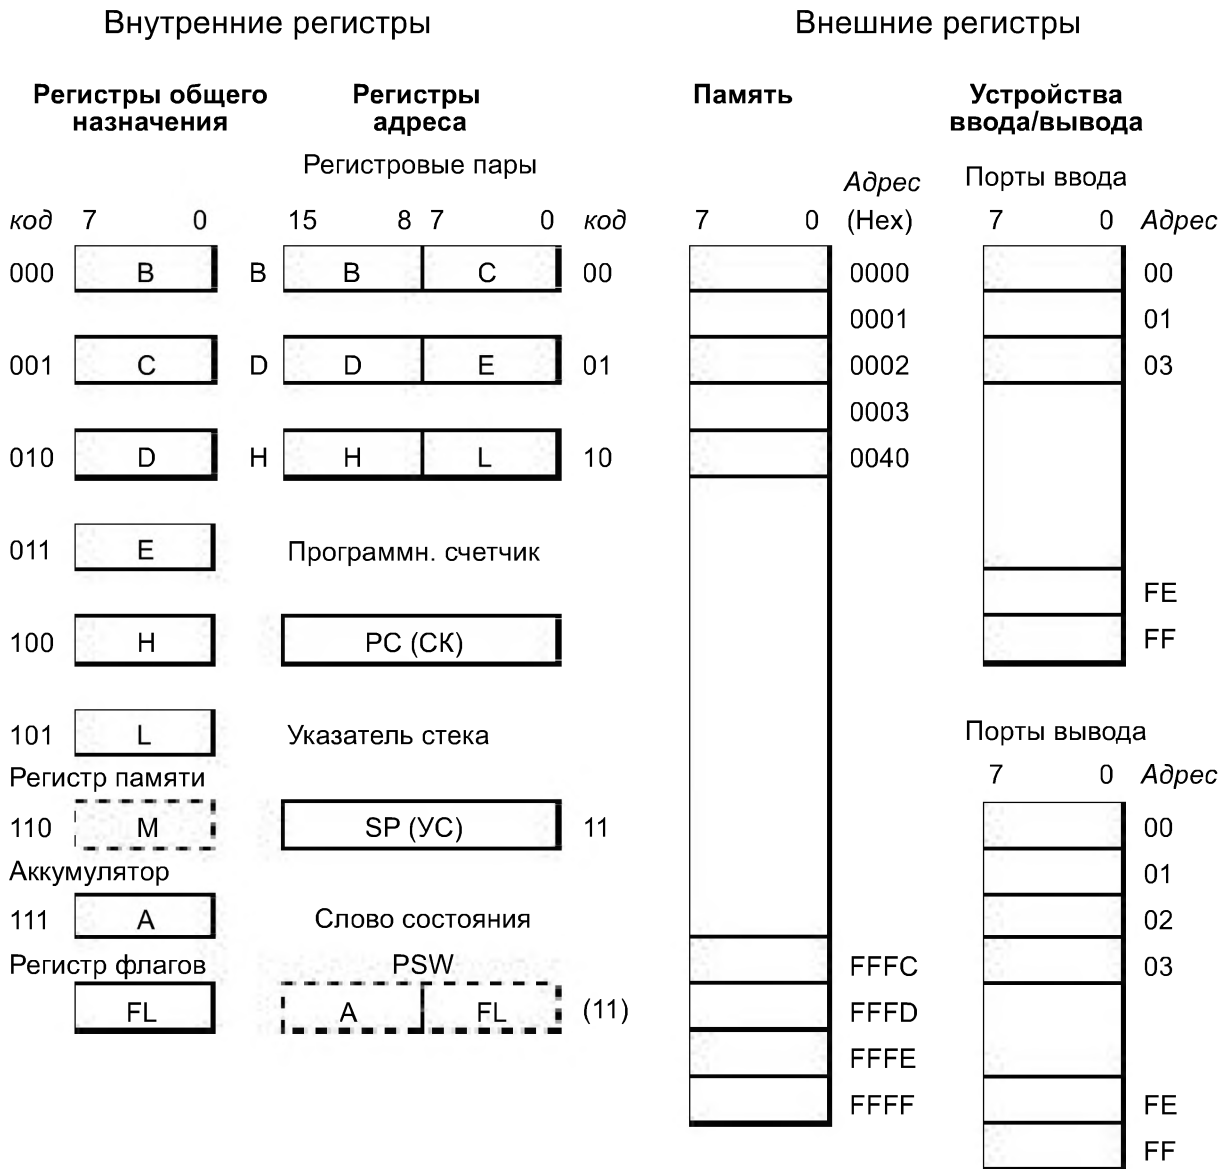 Внутренние регистры
Внешние регистры
Регистры общего назначения
Регистры адреса
Память
Устройства ввода/вывода
Регистровые пары
Адрес
Порты ввода
код 7 0 15 8 7 0 код 7 0 (Hex) 7 0 Адрес
000 B B B C 00 0000 00
0001 01
001 C D D E 01 0002 03
0003
010 D H H L 10 0040
011 E Программн. счетчик
FE
100 H PC (СК) FF
101 L Указатель стека
Порты вывода
Регистр памяти
7 0 Адрес
110 M SP (УС) 11 00
Аккумулятор
01
111 A Слово состояния 02
Регистр флагов PSW FFFC 03
FL A FL (11) FFFD
FFFE
FFFF FE
FF